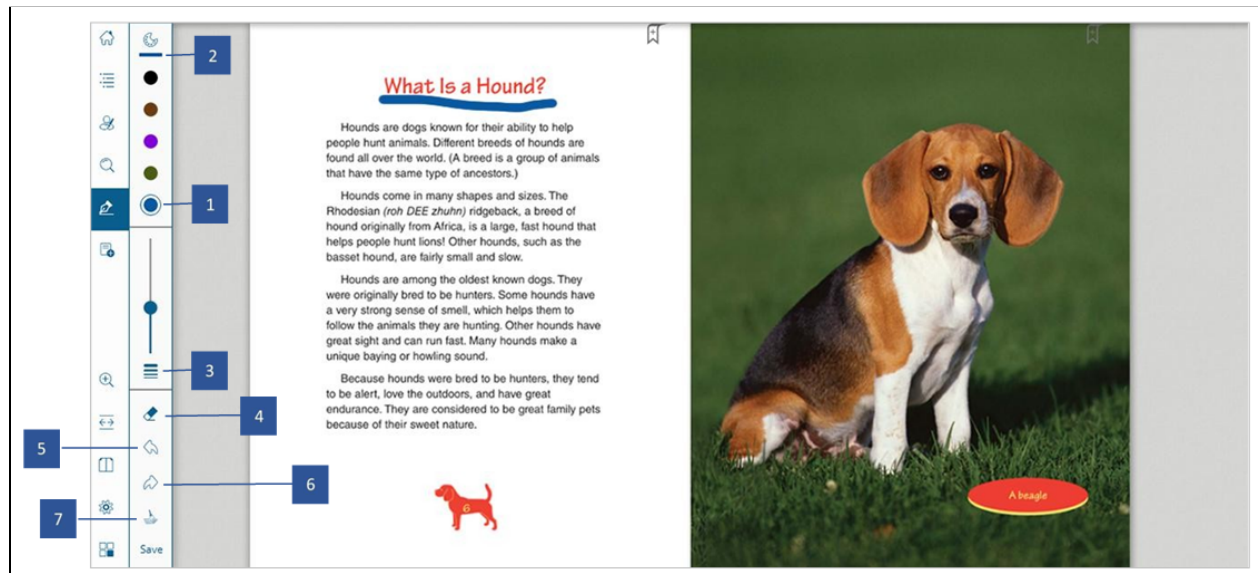 2
1
3
4
5
6
7
Save
What Is a Hound?
Hounds are dogs known for their ability to help
people hunt animals. Different breeds of hounds are
found all over the world. (A breed is a group of animals
that have the same type of ancestors.)
Hounds come in many shapes and sizes. The
Rhodesian (roh DEE zhuhn) ridgeback, a breed of
hound originally from Africa, is a large, fast hound that
helps people hunt lions! Other hounds, such as the
basset hound, are fairly small and slow.
Hounds are among the oldest known dogs. They
were originally bred to be hunters. Some hounds have
a very strong sense of smell, which helps them to
follow the animals they are hunting. Other hounds have
great sight and can run fast. Many hounds make a
unique baying or howling sound.
Because hounds were bred to be hunters, they tend
to be alert, love the outdoors, and have great
endurance. They are considered to be great family pets
because of their sweet nature.
6
A beagle